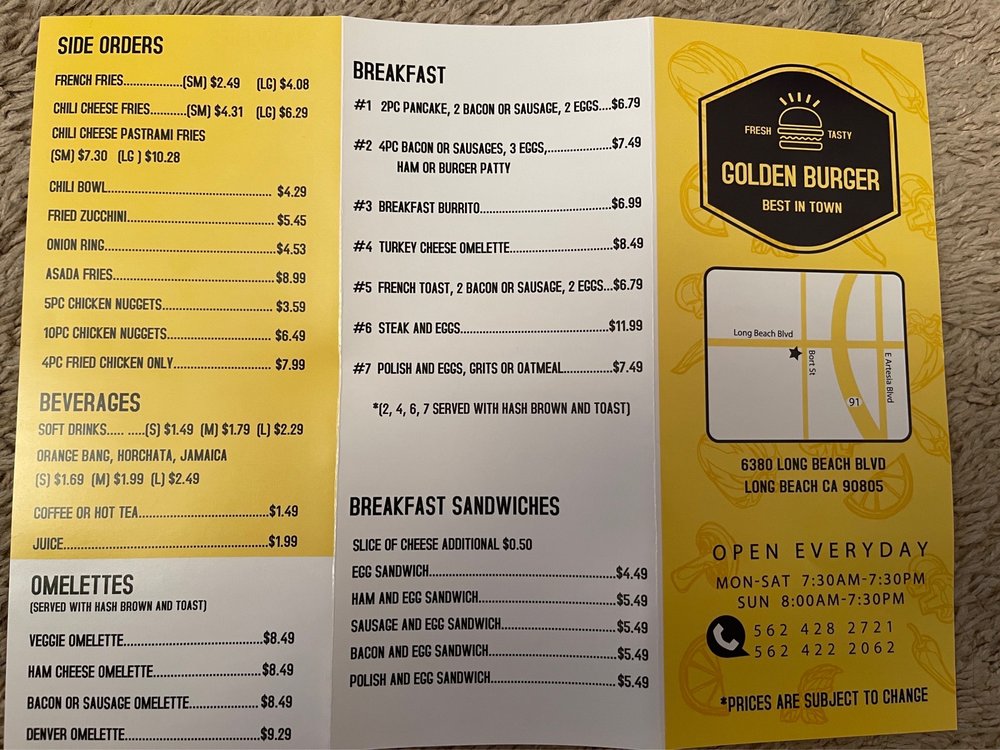 SIDE ORDERS
FRENCH FRIES...............(SM) $2.49 (LG) $4.08
CHILI CHEESE FRIES.........(SM) $4.31 (LG) $6.29
CHILI CHEESE PASTRAMI FRIES
(SM) $7.30 (LG ) $10.28
CHILI BOWL............................................ $4.29
FRIED ZUCCHINI...................................... $5.45
ONION RING............................................ $4.53
ASADA FRIES.......................................... $8.99
5PC CHICKEN NUGGETS............................. $3.59
10PC CHICKEN NUGGETS........................... $6.49
4PC FRIED CHICKEN ONLY.......................... $7.99
BEVERAGES
SOFT DRINKS..... .....(S) $1.49 (M) $1.79 (L) $2.29
ORANGE BANG, HORCHATA, JAMAICA
(S) $1.69 (M) $1.99 (L) $2.49
COFFEE OR HOT TEA.................................$1.49
JUICE.....................................................$1.99
OMELETTES
(SERVED WITH HASH BROWN AND TOAST)
VEGGIE OMELETTE....................................$8.49
HAM CHEESE OMELETTE.............................$8.49
BACON OR SAUSAGE OMELETTE..................$8.49
DENVER OMELETTE...................................$9.29
BREAKFAST
#1 2PC PANCAKE, 2 BACON OR SAUSAGE, 2 EGGS....$6.79
#2 4PC BACON OR SAUSAGES, 3 EGGS,................$7.49
HAM OR BURGER PATTY
#3 BREAKFAST BURRITO..................................$6.99
#4 TURKEY CHEESE OMELETTE..........................$8.49
#5 FRENCH TOAST, 2 BACON OR SAUSAGE, 2 EGGS...$6.79
#6 STEAK AND EGGS......................................$11.99
#7 POLISH AND EGGS, GRITS OR OATMEAL.............$7.49
*(2, 4, 6, 7 SERVED WITH HASH BROWN AND TOAST)
BREAKFAST SANDWICHES
SLICE OF CHEESE ADDITIONAL $0.50
EGG SANDWICH................................................$4.49
HAM AND EGG SANDWICH...................................$5.49
SAUSAGE AND EGG SANDWICH.............................$5.49
BACON AND EGG SANDWICH................................$5.49
POLISH AND EGG SANDWICH................................$5.49
FRESH TASTY
GOLDEN BURGER
BEST IN TOWN
Long Beach Blvd
Bort St
E Artesia Blvd
91
6380 LONG BEACH BLVD
LONG BEACH CA 90805
OPEN EVERYDAY
MON-SAT 7:30AM-7:30PM
SUN 8:00AM-7:30PM
562 428 2721
562 422 2062
*PRICES ARE SUBJECT TO CHANGE